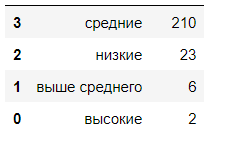 3 средние 210
2 низкие 23
1 выше среднего 6
0 высокие 2